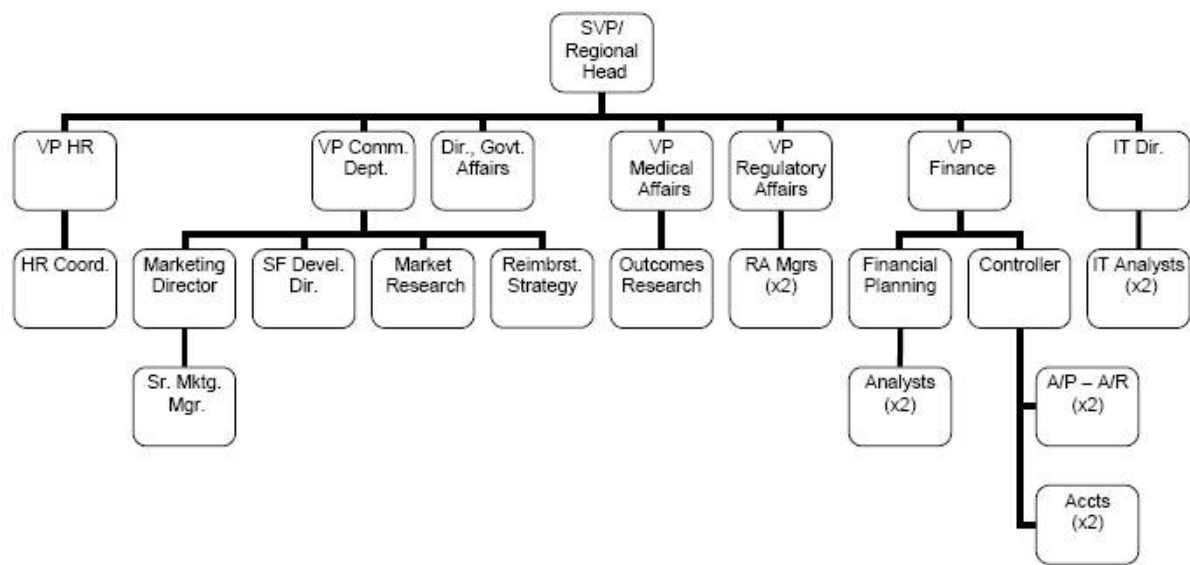 SVP/
Regional
Head
VP HR
VP Comm.
Dept.
Dir., Govt.
Affairs
VP
Medical
Affairs
VP
Regulatory
Affairs
VP
Finance
IT Dir.
HR Coord.
Marketing
Director
SF Devel.
Dir.
Market
Research
Reimbrst.
Strategy
Outcomes
Research
RA Mgrs
(x2)
Financial
Planning
Controller
IT Analysts
(x2)
Sr. Mktg.
Mgr.
Analysts
(x2)
A/P – A/R
(x2)
Accts
(x2)